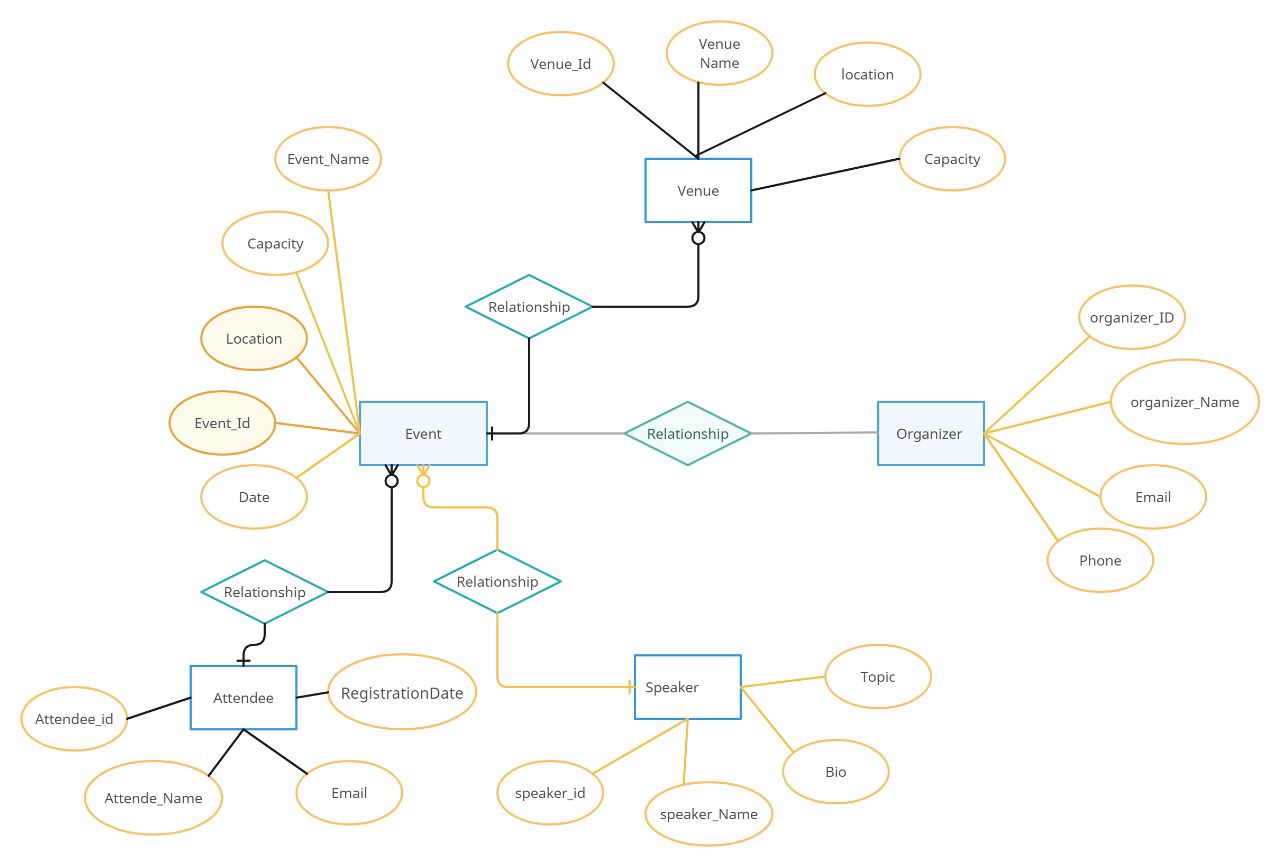 Venue_Id
Venue
Name
location
Event_Name
Capacity
Venue
Capacity
Location
Relationship
organizer_ID
Event_Id
Event
Relationship
Organizer
organizer_Name
Date
Email
Phone
Relationship
Relationship
Attendee_id
Attendee
RegistrationDate
Speaker
Topic
Attende_Name
Email
speaker_id
speaker_Name
Bio